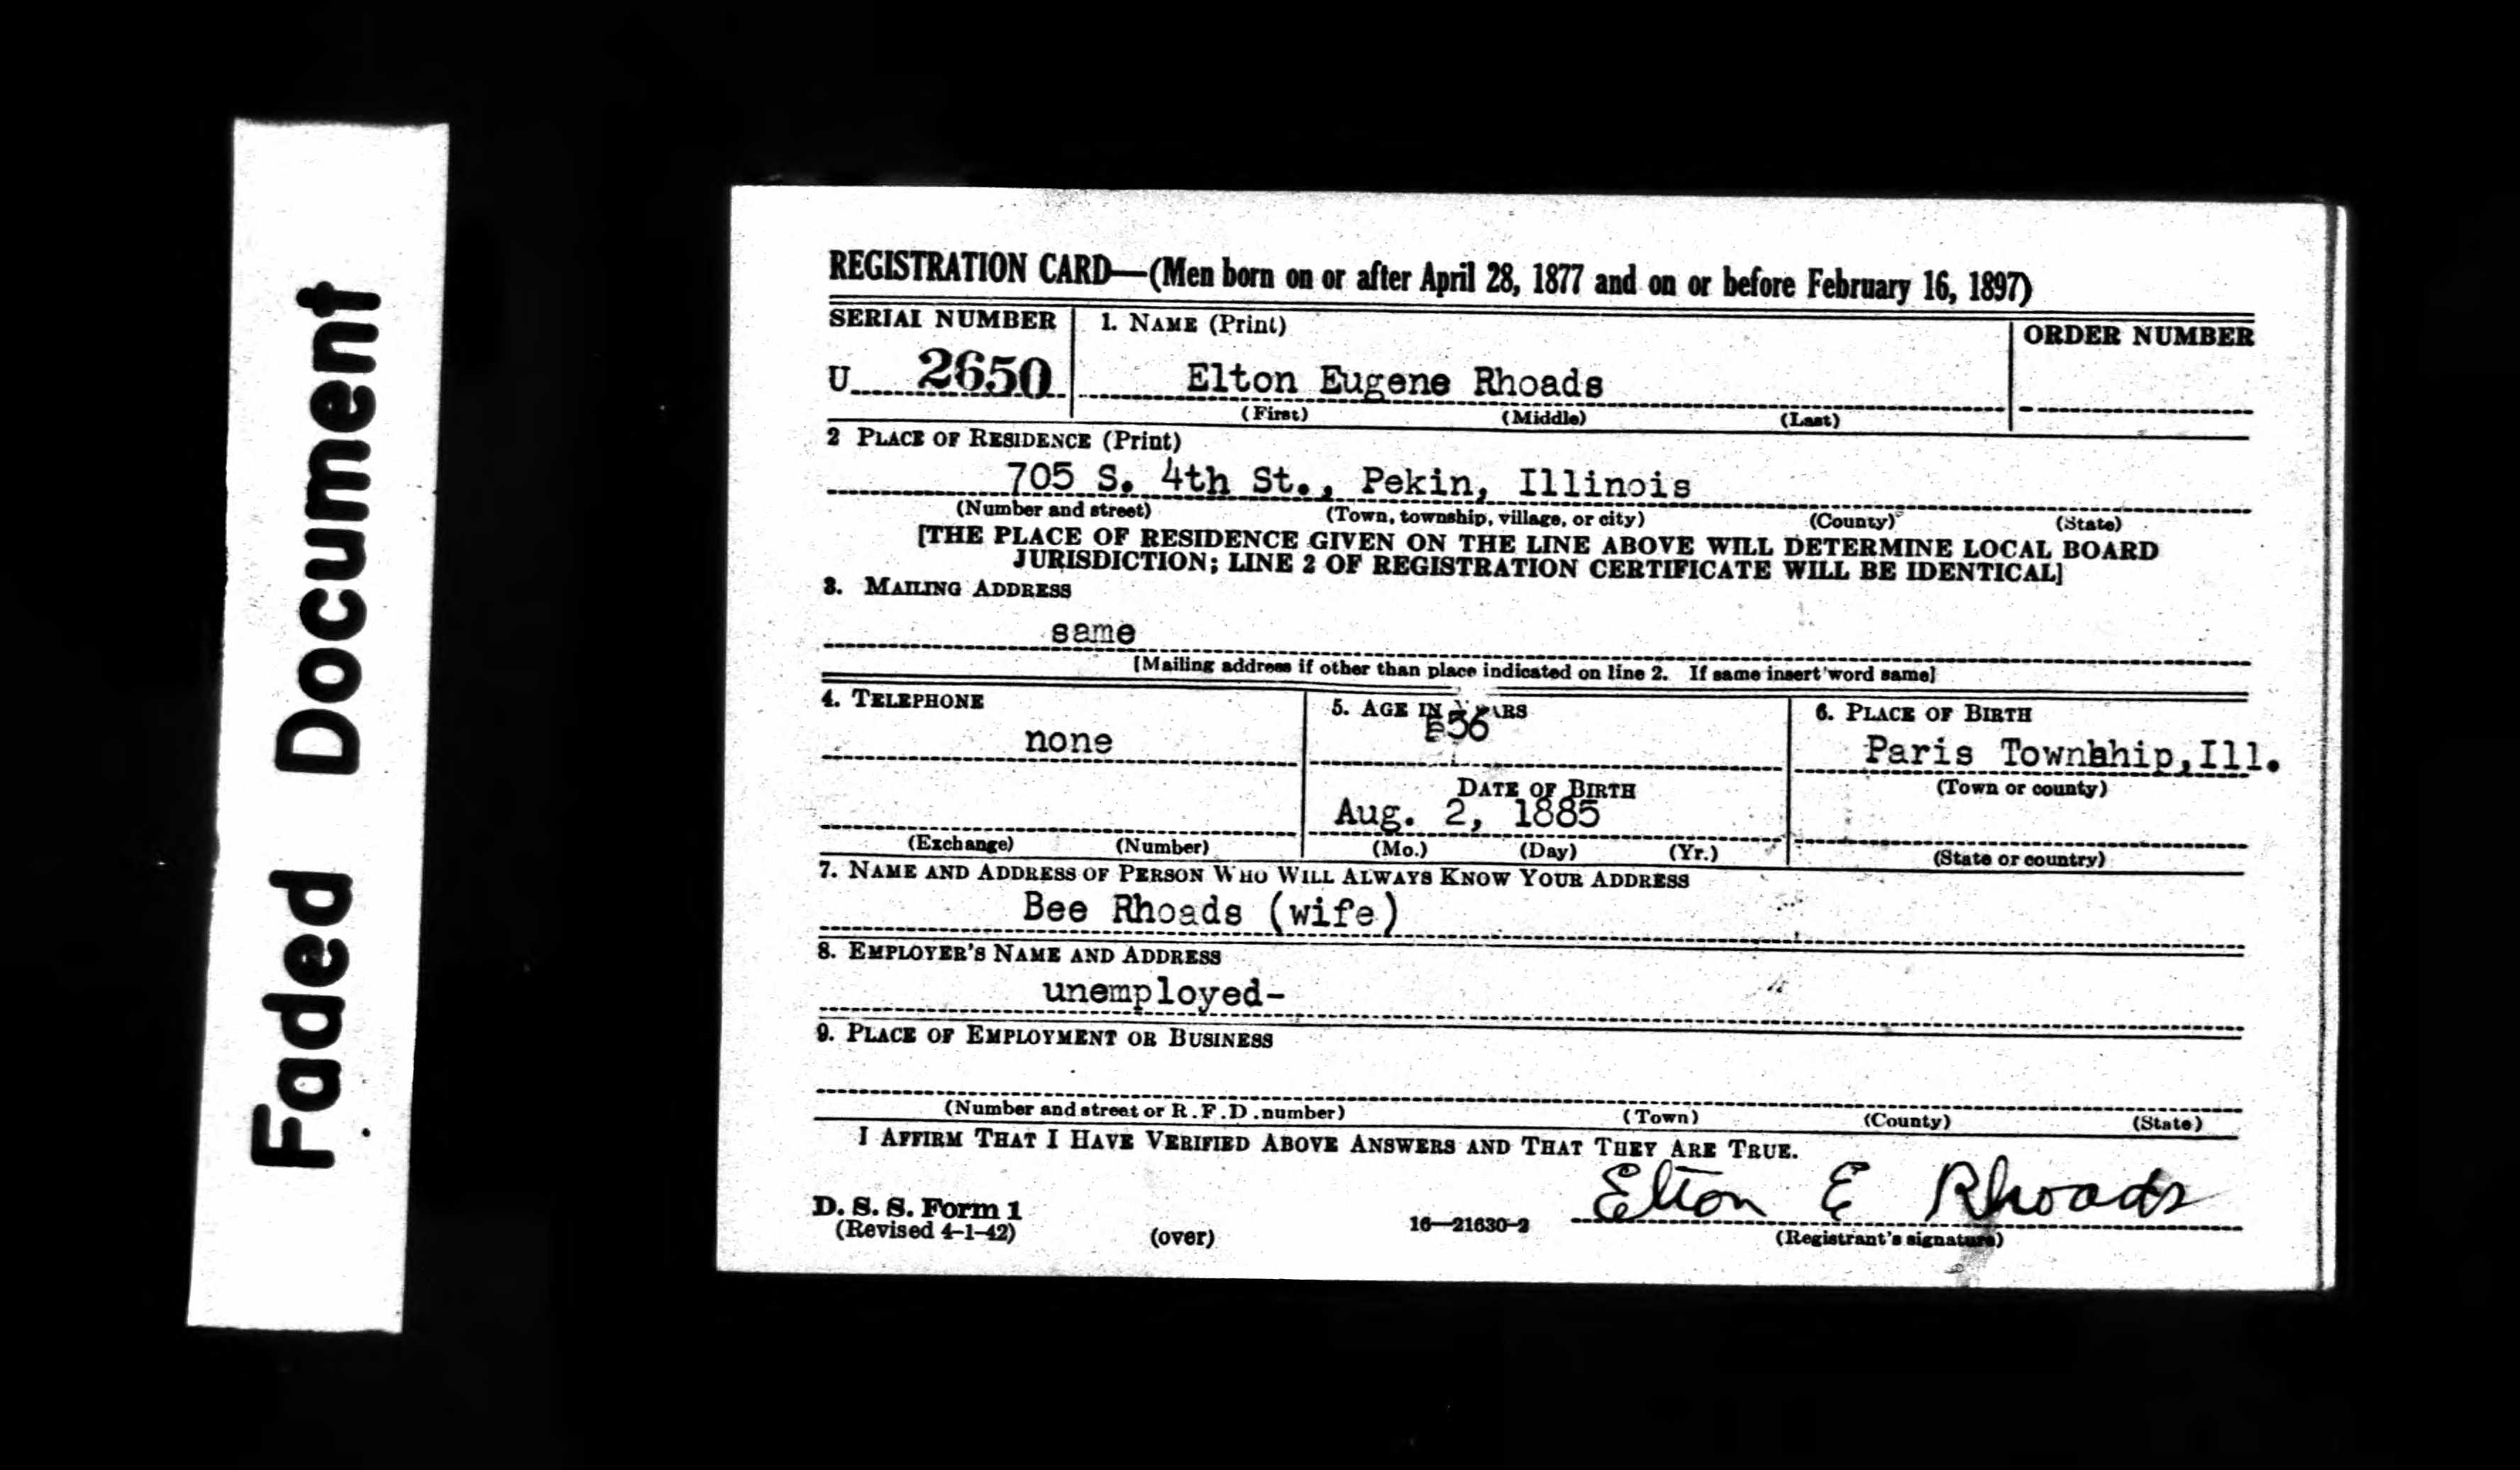 Faded Document
REGISTRATION CARD—(Men born on or after April 28, 1877 and on or before February 16, 1897)
SERIAL NUMBER
1. NAME (Print)
ORDER NUMBER
U 2650
Elton Eugene Rhoads
(First) (Middle) (Last)
2 PLACE OF RESIDENCE (Print)
705 S. 4th St., Pekin, Illinois
(Number and street) (Town, township, village, or city) (County) (State)
[THE PLACE OF RESIDENCE GIVEN ON THE LINE ABOVE WILL DETERMINE LOCAL BOARD
JURISDICTION; LINE 2 OF REGISTRATION CERTIFICATE WILL BE IDENTICAL]
3. MAILING ADDRESS
same
[Mailing address if other than place indicated on line 2. If same insert word same]
4. TELEPHONE
none
(Exchange) (Number)
5. AGE IN YEARS
56
DATE OF BIRTH
Aug. 2, 1885
(Mo.) (Day) (Yr.)
6. PLACE OF BIRTH
Paris Township,Ill.
(Town or county)
(State or country)
7. NAME AND ADDRESS OF PERSON WHO WILL ALWAYS KNOW YOUR ADDRESS
Bee Rhoads (wife)
8. EMPLOYER'S NAME AND ADDRESS
unemployed-
9. PLACE OF EMPLOYMENT OR BUSINESS
(Number and street or R.F.D. number) (Town) (County) (State)
I AFFIRM THAT I HAVE VERIFIED ABOVE ANSWERS AND THAT THEY ARE TRUE.
Elton E Rhoads
D. S. S. Form 1
(Revised 4-1-42) (over) 16—21630-2 (Registrant's signature)